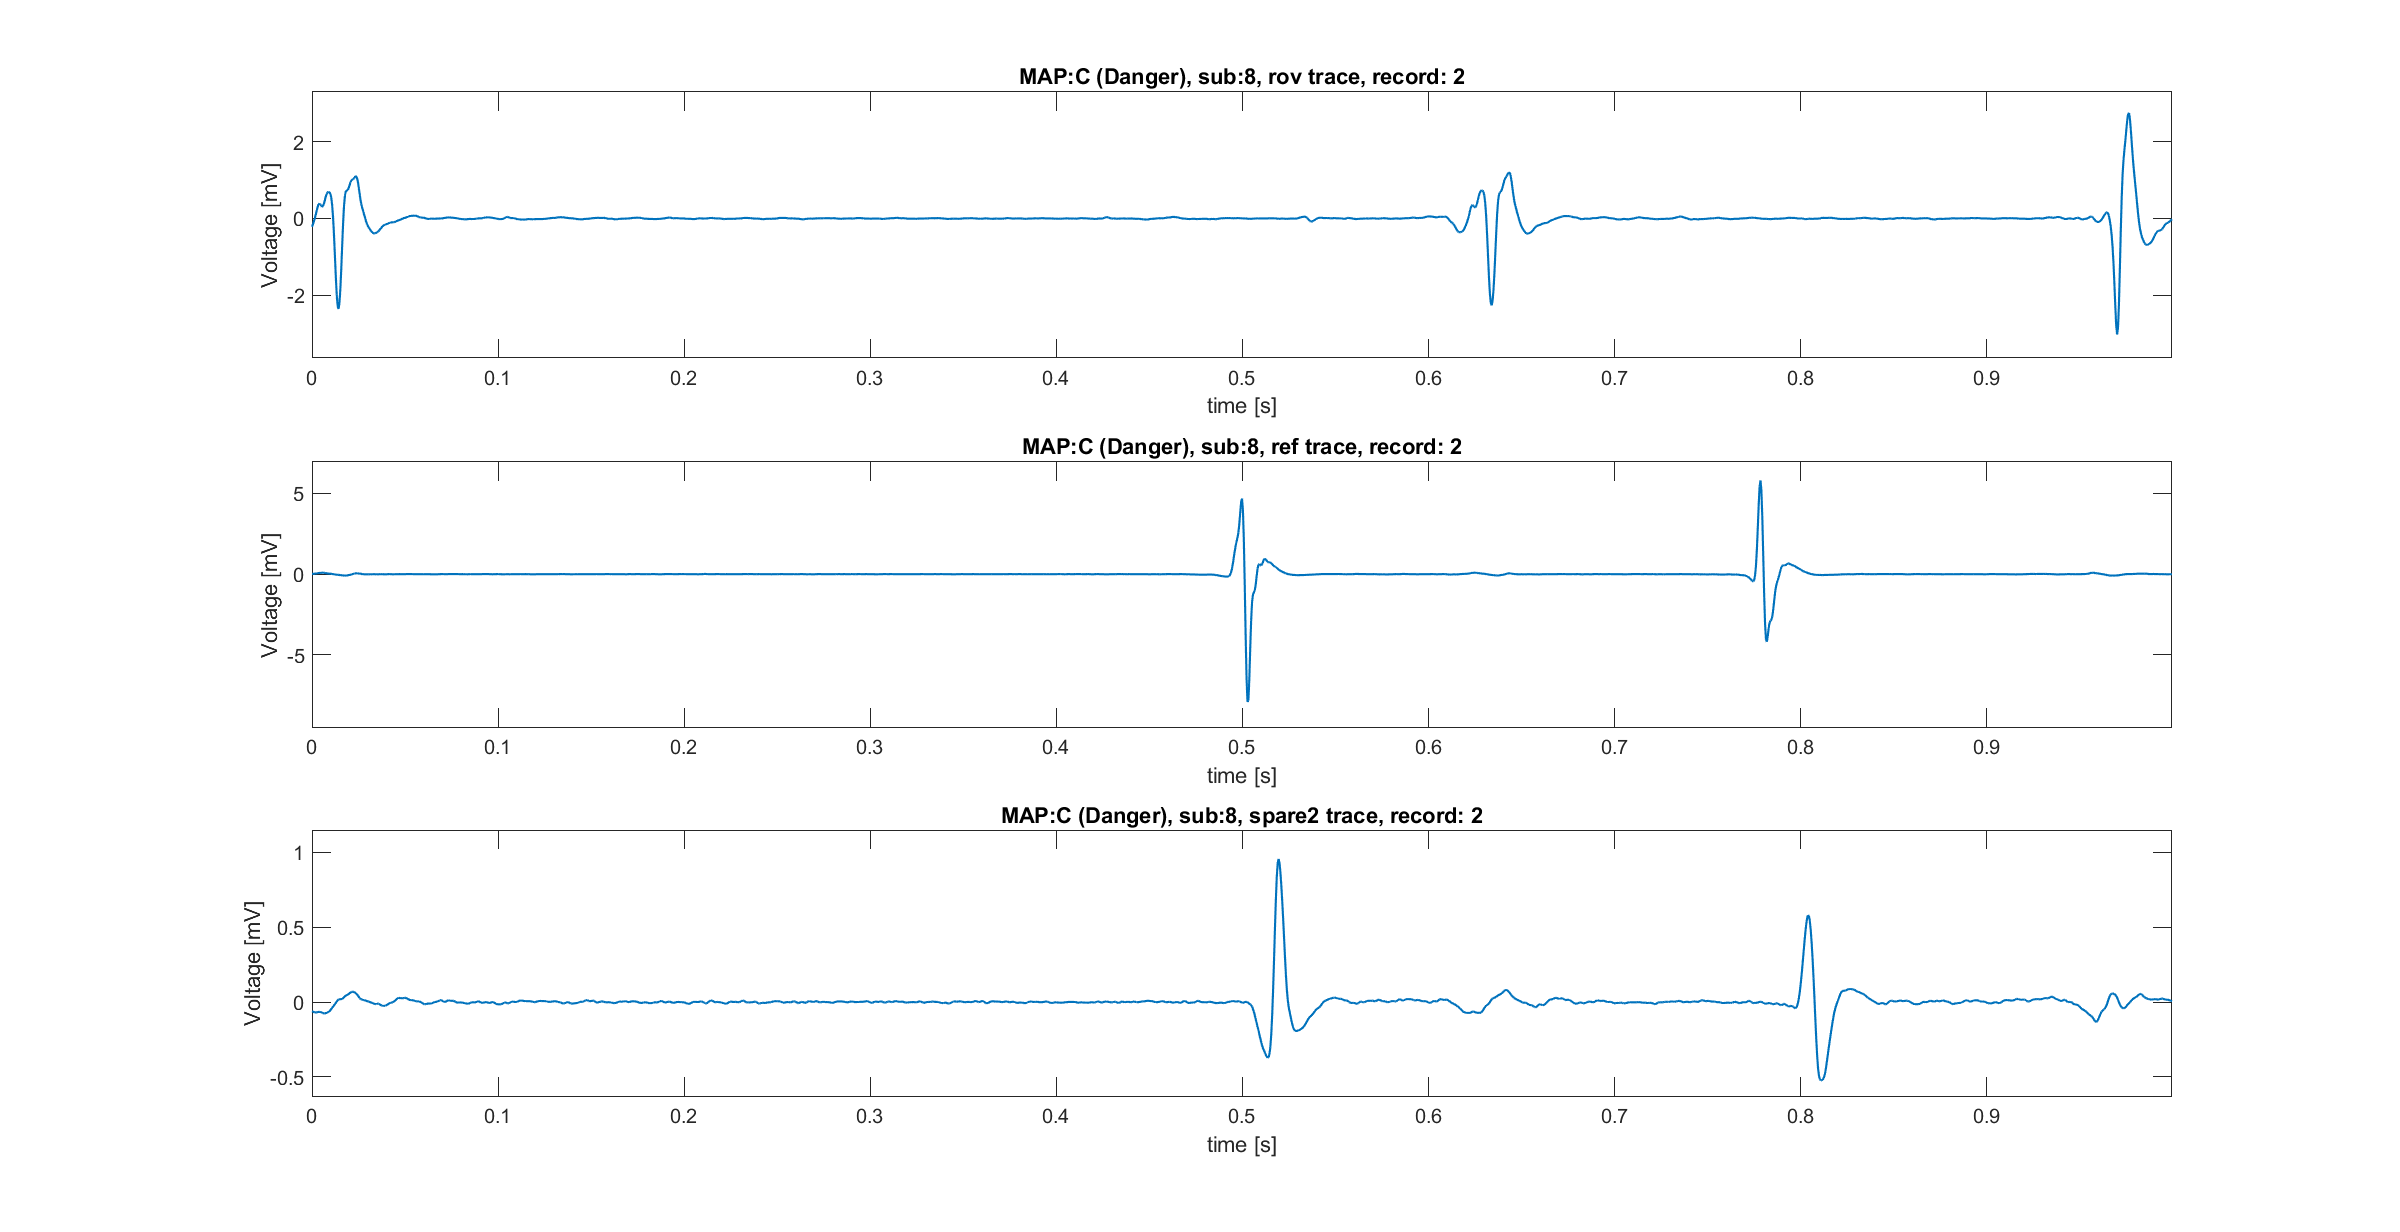 MAP:C (Danger), sub:8, rov trace, record: 2
Voltage [mV]
2
0
-2
0 0.1 0.2 0.3 0.4 0.5 0.6 0.7 0.8 0.9
time [s]
MAP:C (Danger), sub:8, ref trace, record: 2
Voltage [mV]
5
0
-5
0 0.1 0.2 0.3 0.4 0.5 0.6 0.7 0.8 0.9
time [s]
MAP:C (Danger), sub:8, spare2 trace, record: 2
Voltage [mV]
1
0.5
0
-0.5
0 0.1 0.2 0.3 0.4 0.5 0.6 0.7 0.8 0.9
time [s]